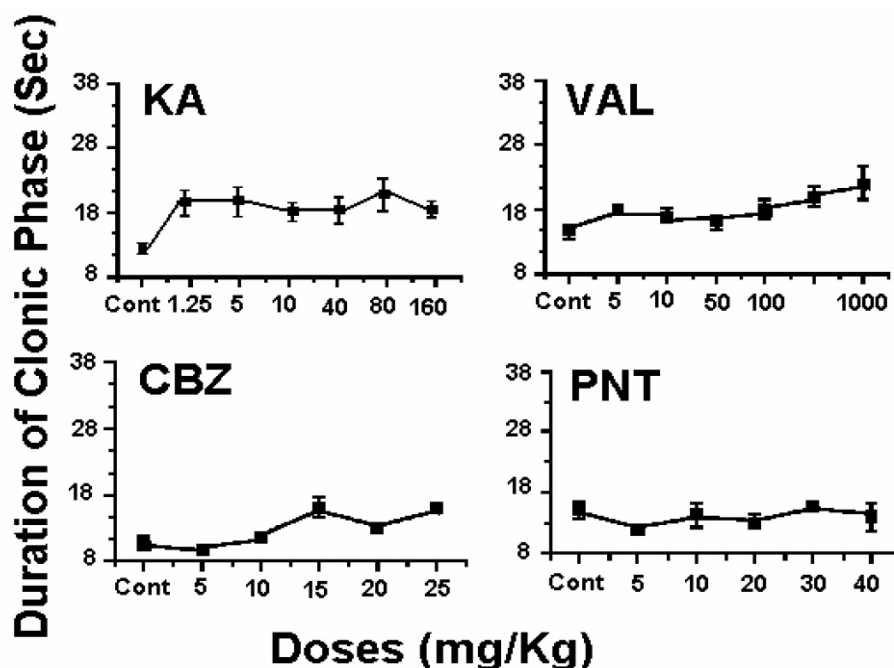 Duration of Clonic Phase (Sec)
KA
38
28
18
8
Cont 1.25 5 10 40 80 160
VAL
38
28
18
8
Cont 5 10 50 100 1000
CBZ
38
28
18
8
Cont 5 10 15 20 25
PNT
38
28
18
8
Cont 5 10 20 30 40
Doses (mg/Kg)